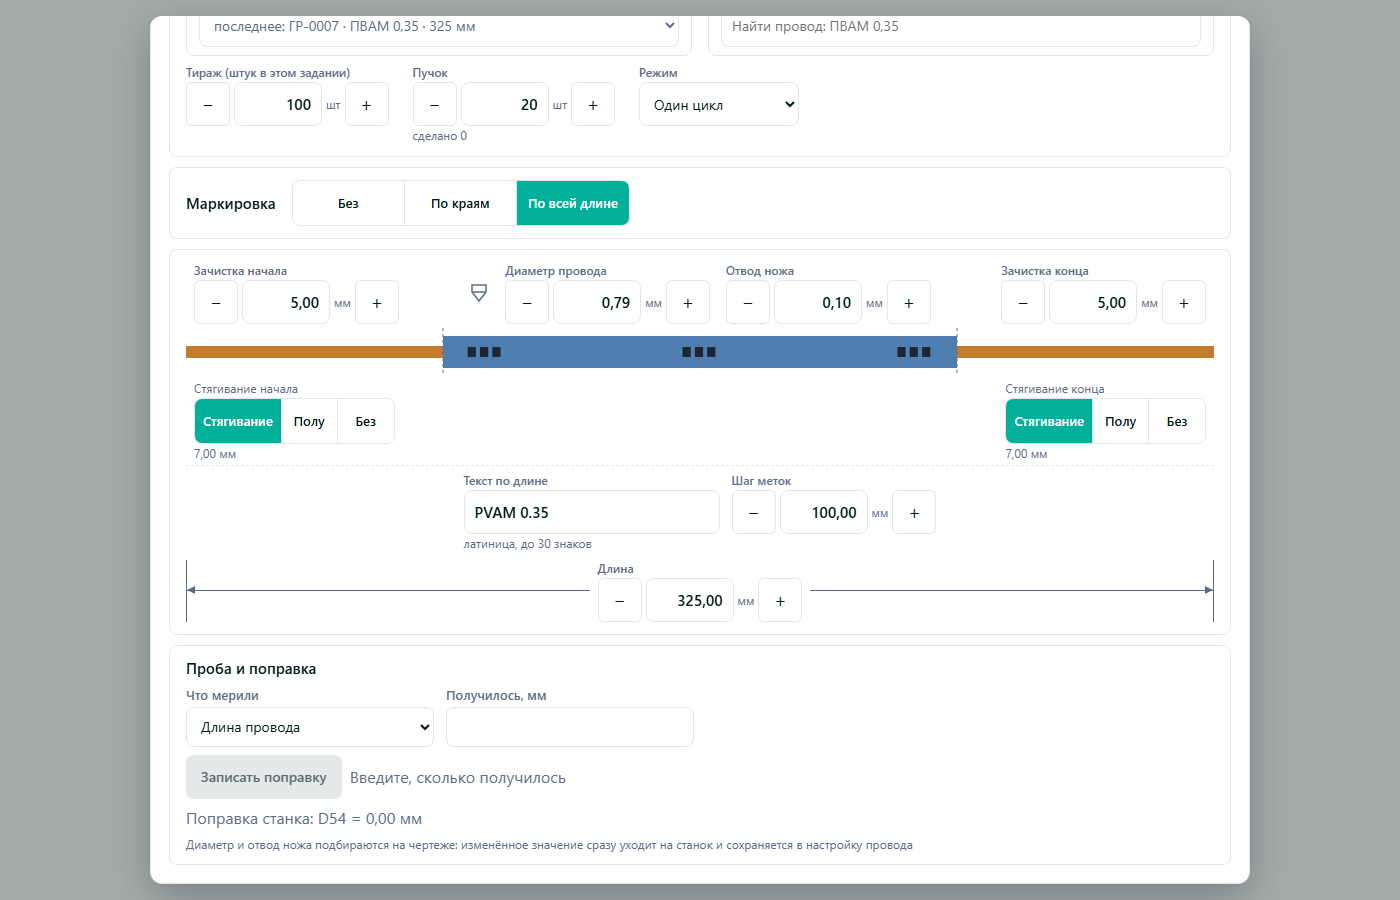 последнее: ГР-0007 · ПВАМ 0,35 · 325 мм
Найти провод: ПВАМ 0,35
Тираж (штук в этом задании)
Пучок
Режим
− 100 шт +
− 20 шт +
Один цикл
сделано 0
Маркировка
Без
По краям
По всей длине
Зачистка начала
Диаметр провода
Отвод ножа
Зачистка конца
− 5,00 мм +
− 0,79 мм +
− 0,10 мм +
− 5,00 мм +
Стягивание начала
Стягивание конца
Стягивание Полу Без
Стягивание Полу Без
7,00 мм
7,00 мм
Текст по длине
Шаг меток
PVAM 0.35
− 100,00 мм +
латиница, до 30 знаков
Длина
− 325,00 мм +
Проба и поправка
Что мерили
Получилось, мм
Длина провода
Записать поправку
Введите, сколько получилось
Поправка станка: D54 = 0,00 мм
Диаметр и отвод ножа подбираются на чертеже: изменённое значение сразу уходит на станок и сохраняется в настройку провода